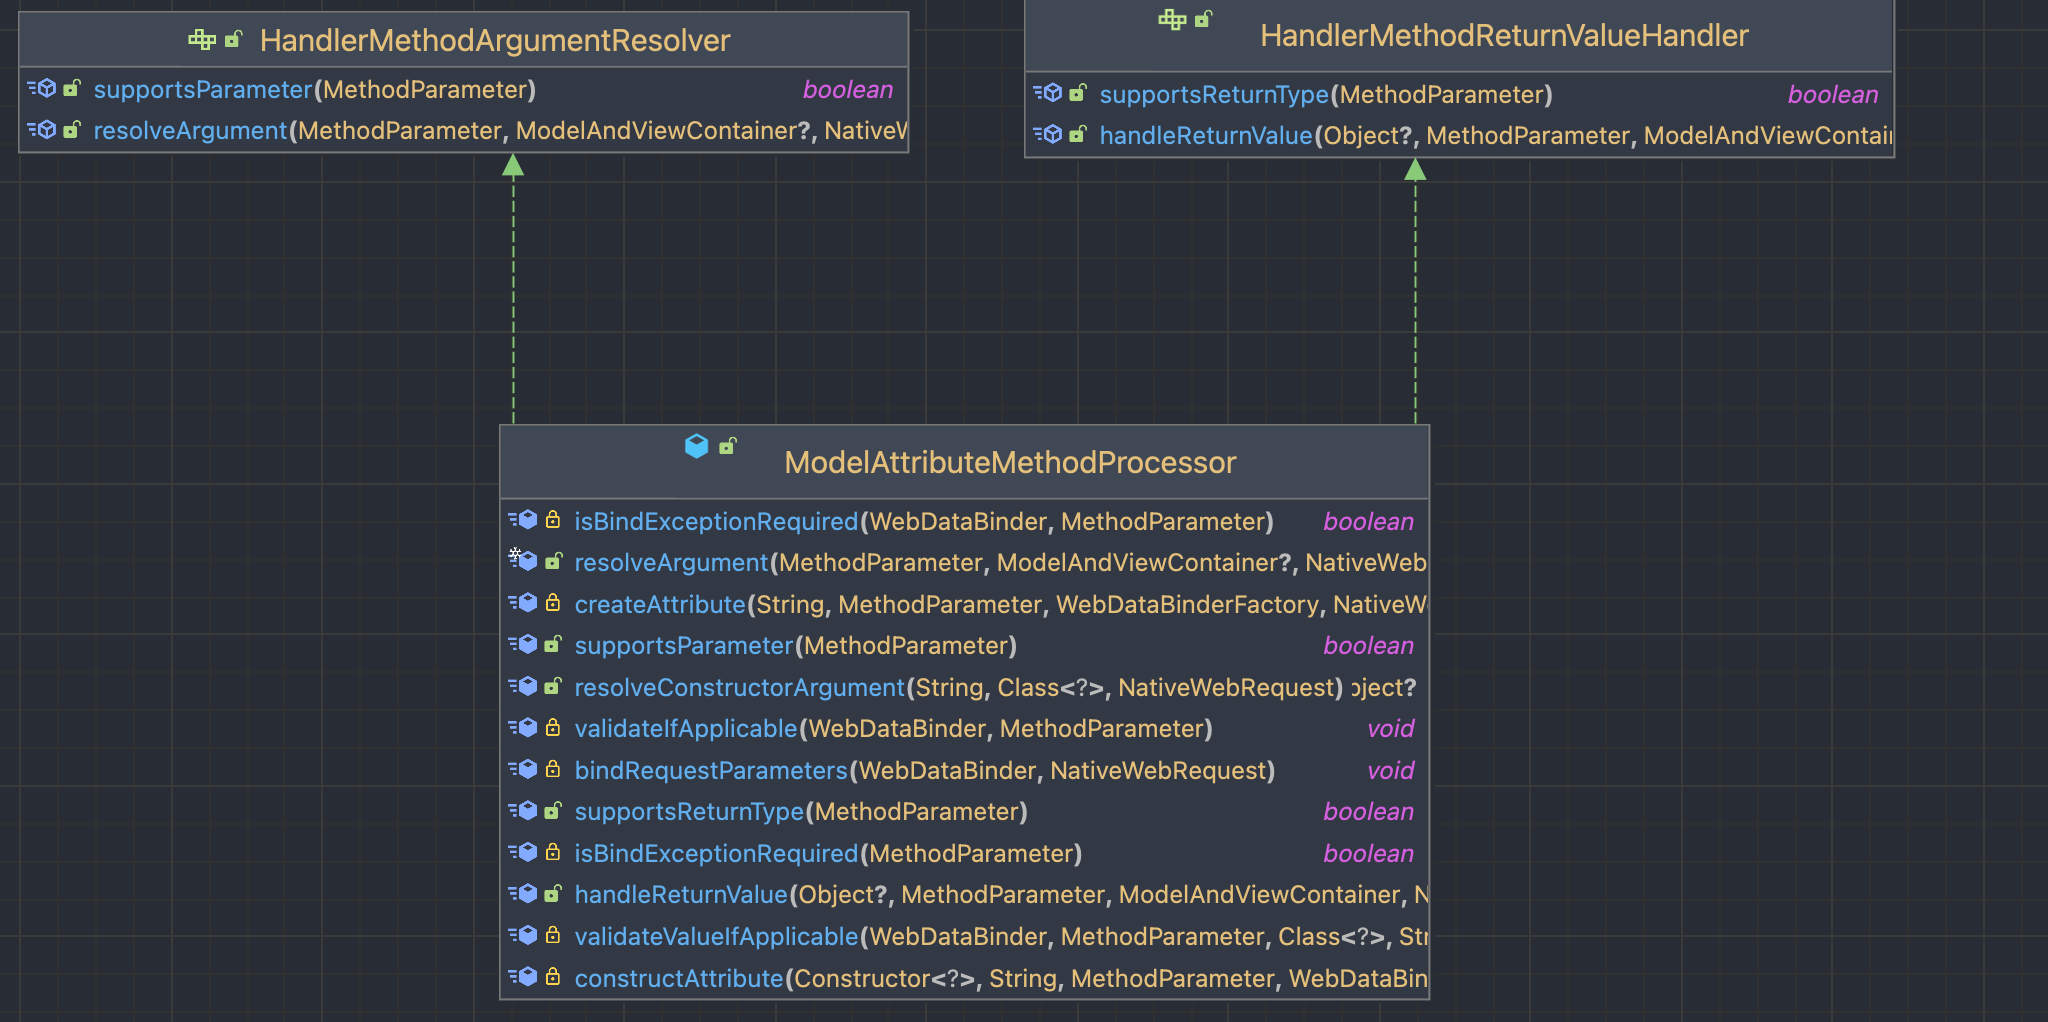 HandlerMethodArgumentResolver
supportsParameter(MethodParameter) boolean
resolveArgument(MethodParameter, ModelAndViewContainer?, NativeW
HandlerMethodReturnValueHandler
supportsReturnType(MethodParameter) boolean
handleReturnValue(Object?, MethodParameter, ModelAndViewContai
ModelAttributeMethodProcessor
isBindExceptionRequired(WebDataBinder, MethodParameter) boolean
resolveArgument(MethodParameter, ModelAndViewContainer?, NativeWeb
createAttribute(String, MethodParameter, WebDataBinderFactory, NativeW
supportsParameter(MethodParameter) boolean
resolveConstructorArgument(String, Class<?>, NativeWebRequest) bject?
validateIfApplicable(WebDataBinder, MethodParameter) void
bindRequestParameters(WebDataBinder, NativeWebRequest) void
supportsReturnType(MethodParameter) boolean
isBindExceptionRequired(MethodParameter) boolean
handleReturnValue(Object?, MethodParameter, ModelAndViewContainer, N
validateValueIfApplicable(WebDataBinder, MethodParameter, Class<?>, Str
constructAttribute(Constructor<?>, String, MethodParameter, WebDataBin